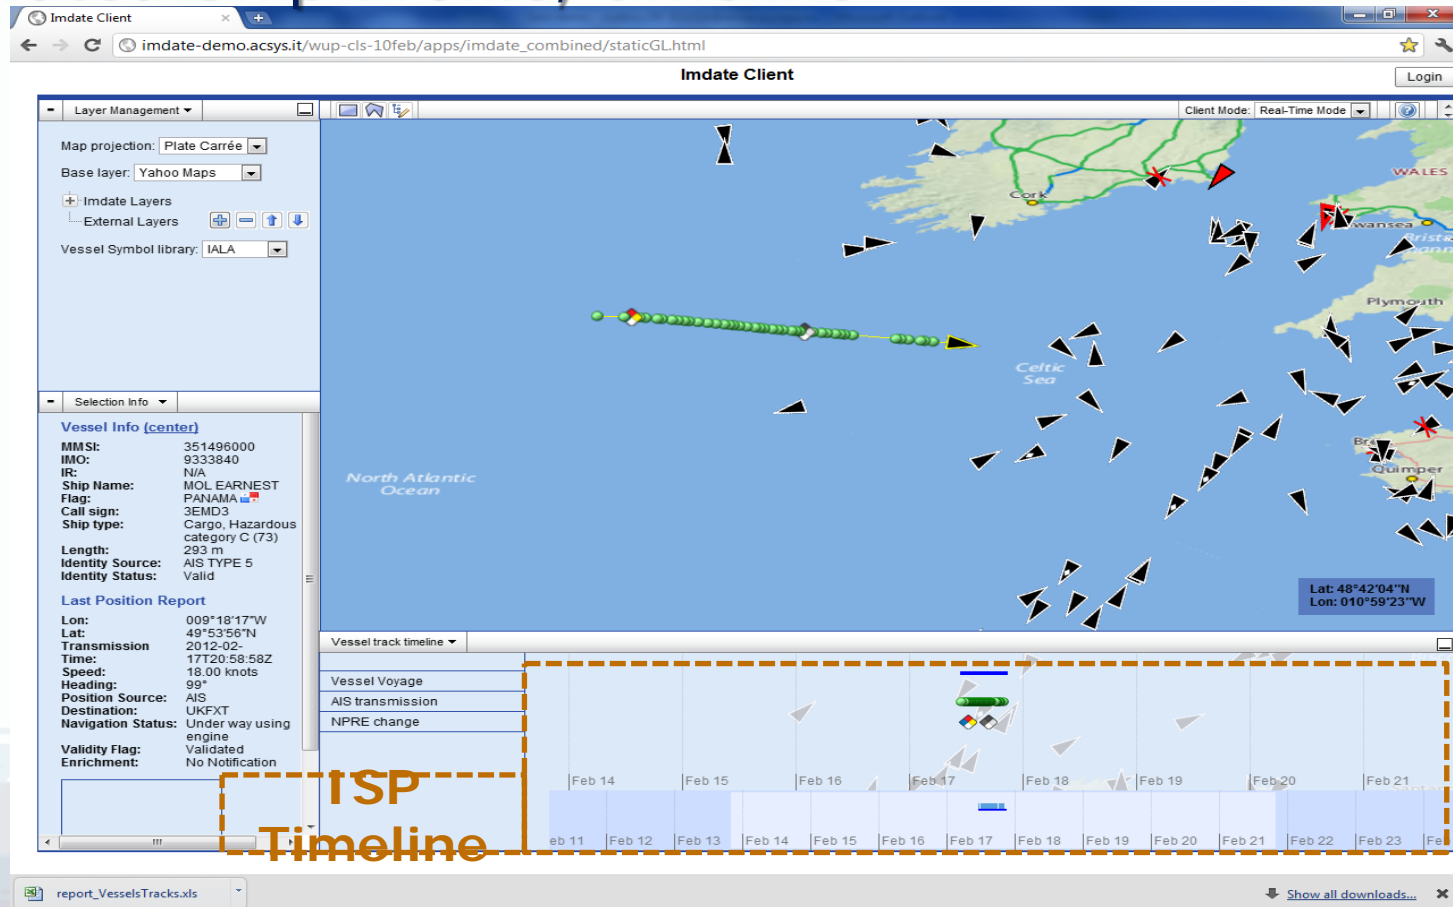 Imdate Client
imdate-demo.acsys.it/wup-cls-10feb/apps/imdate_combined/staticGL.html
Imdate Client
Login
Layer Management
Client Mode: Real-Time Mode
Map projection: Plate Carrée
Base layer: Yahoo Maps
Imdate Layers
External Layers
Vessel Symbol library: IALA
Cork
WALES
Plymouth
Celtic
Sea
North Atlantic
Ocean
Quimper
Lat: 48°42'04"N
Lon: 010°59'23"W
Selection Info
Vessel Info (center)
MMSI: 351496000
IMO: 9333840
IR: N/A
Ship Name: MOL EARNEST
Flag: PANAMA
Call sign: 3EMD3
Ship type: Cargo, Hazardous
category C (73)
Length: 293 m
Identity Source: AIS TYPE 5
Identity Status: Valid
Last Position Report
Lon: 009°18'17"W
Lat: 49°53'56"N
Transmission 2012-02-
Time: 17T20:58:58Z
Speed: 18.00 knots
Heading: 99°
Position Source: AIS
Destination: UKFXT
Navigation Status: Under way using
engine
Validity Flag: Validated
Enrichment: No Notification
Vessel track timeline
Vessel Voyage
AIS transmission
NPRE change
Feb 14 Feb 15 Feb 16 Feb 17 Feb 18 Feb 19 Feb 20 Feb 21
eb 11 Feb 12 Feb 13 Feb 14 Feb 15 Feb 16 Feb 17 Feb 18 Feb 19 Feb 20 Feb 21 Feb 22 Feb 23 Fe
TSP
Timeline
report_VesselsTracks.xls
Show all downloads...